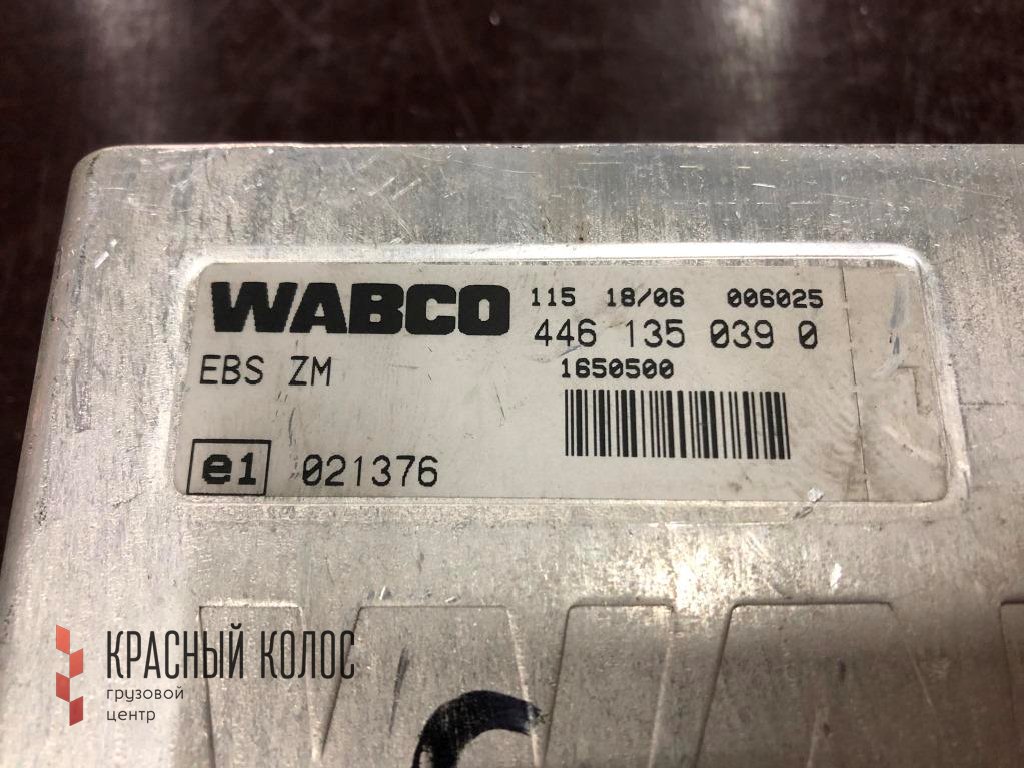 WABCO
115 18/06 006025
446 135 039 0
EBS ZM
1650500
e1 021376
КРАСНЫЙ КОЛОС
грузовой
центр